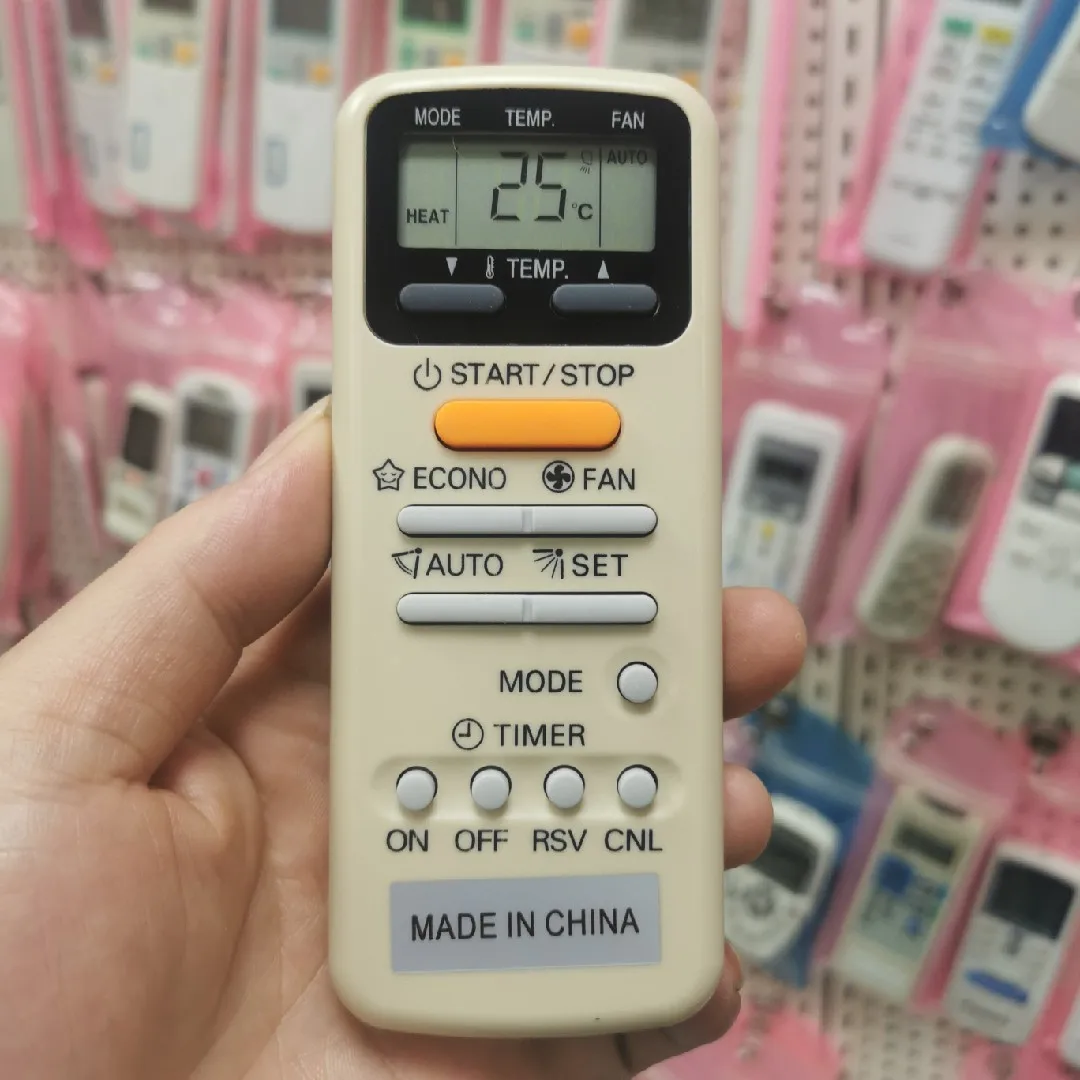 MODE TEMP. FAN
HEAT 25 °C AUTO
TEMP.
START/STOP
ECONO FAN
AUTO SET
MODE
TIMER
ON OFF RSV CNL
MADE IN CHINA